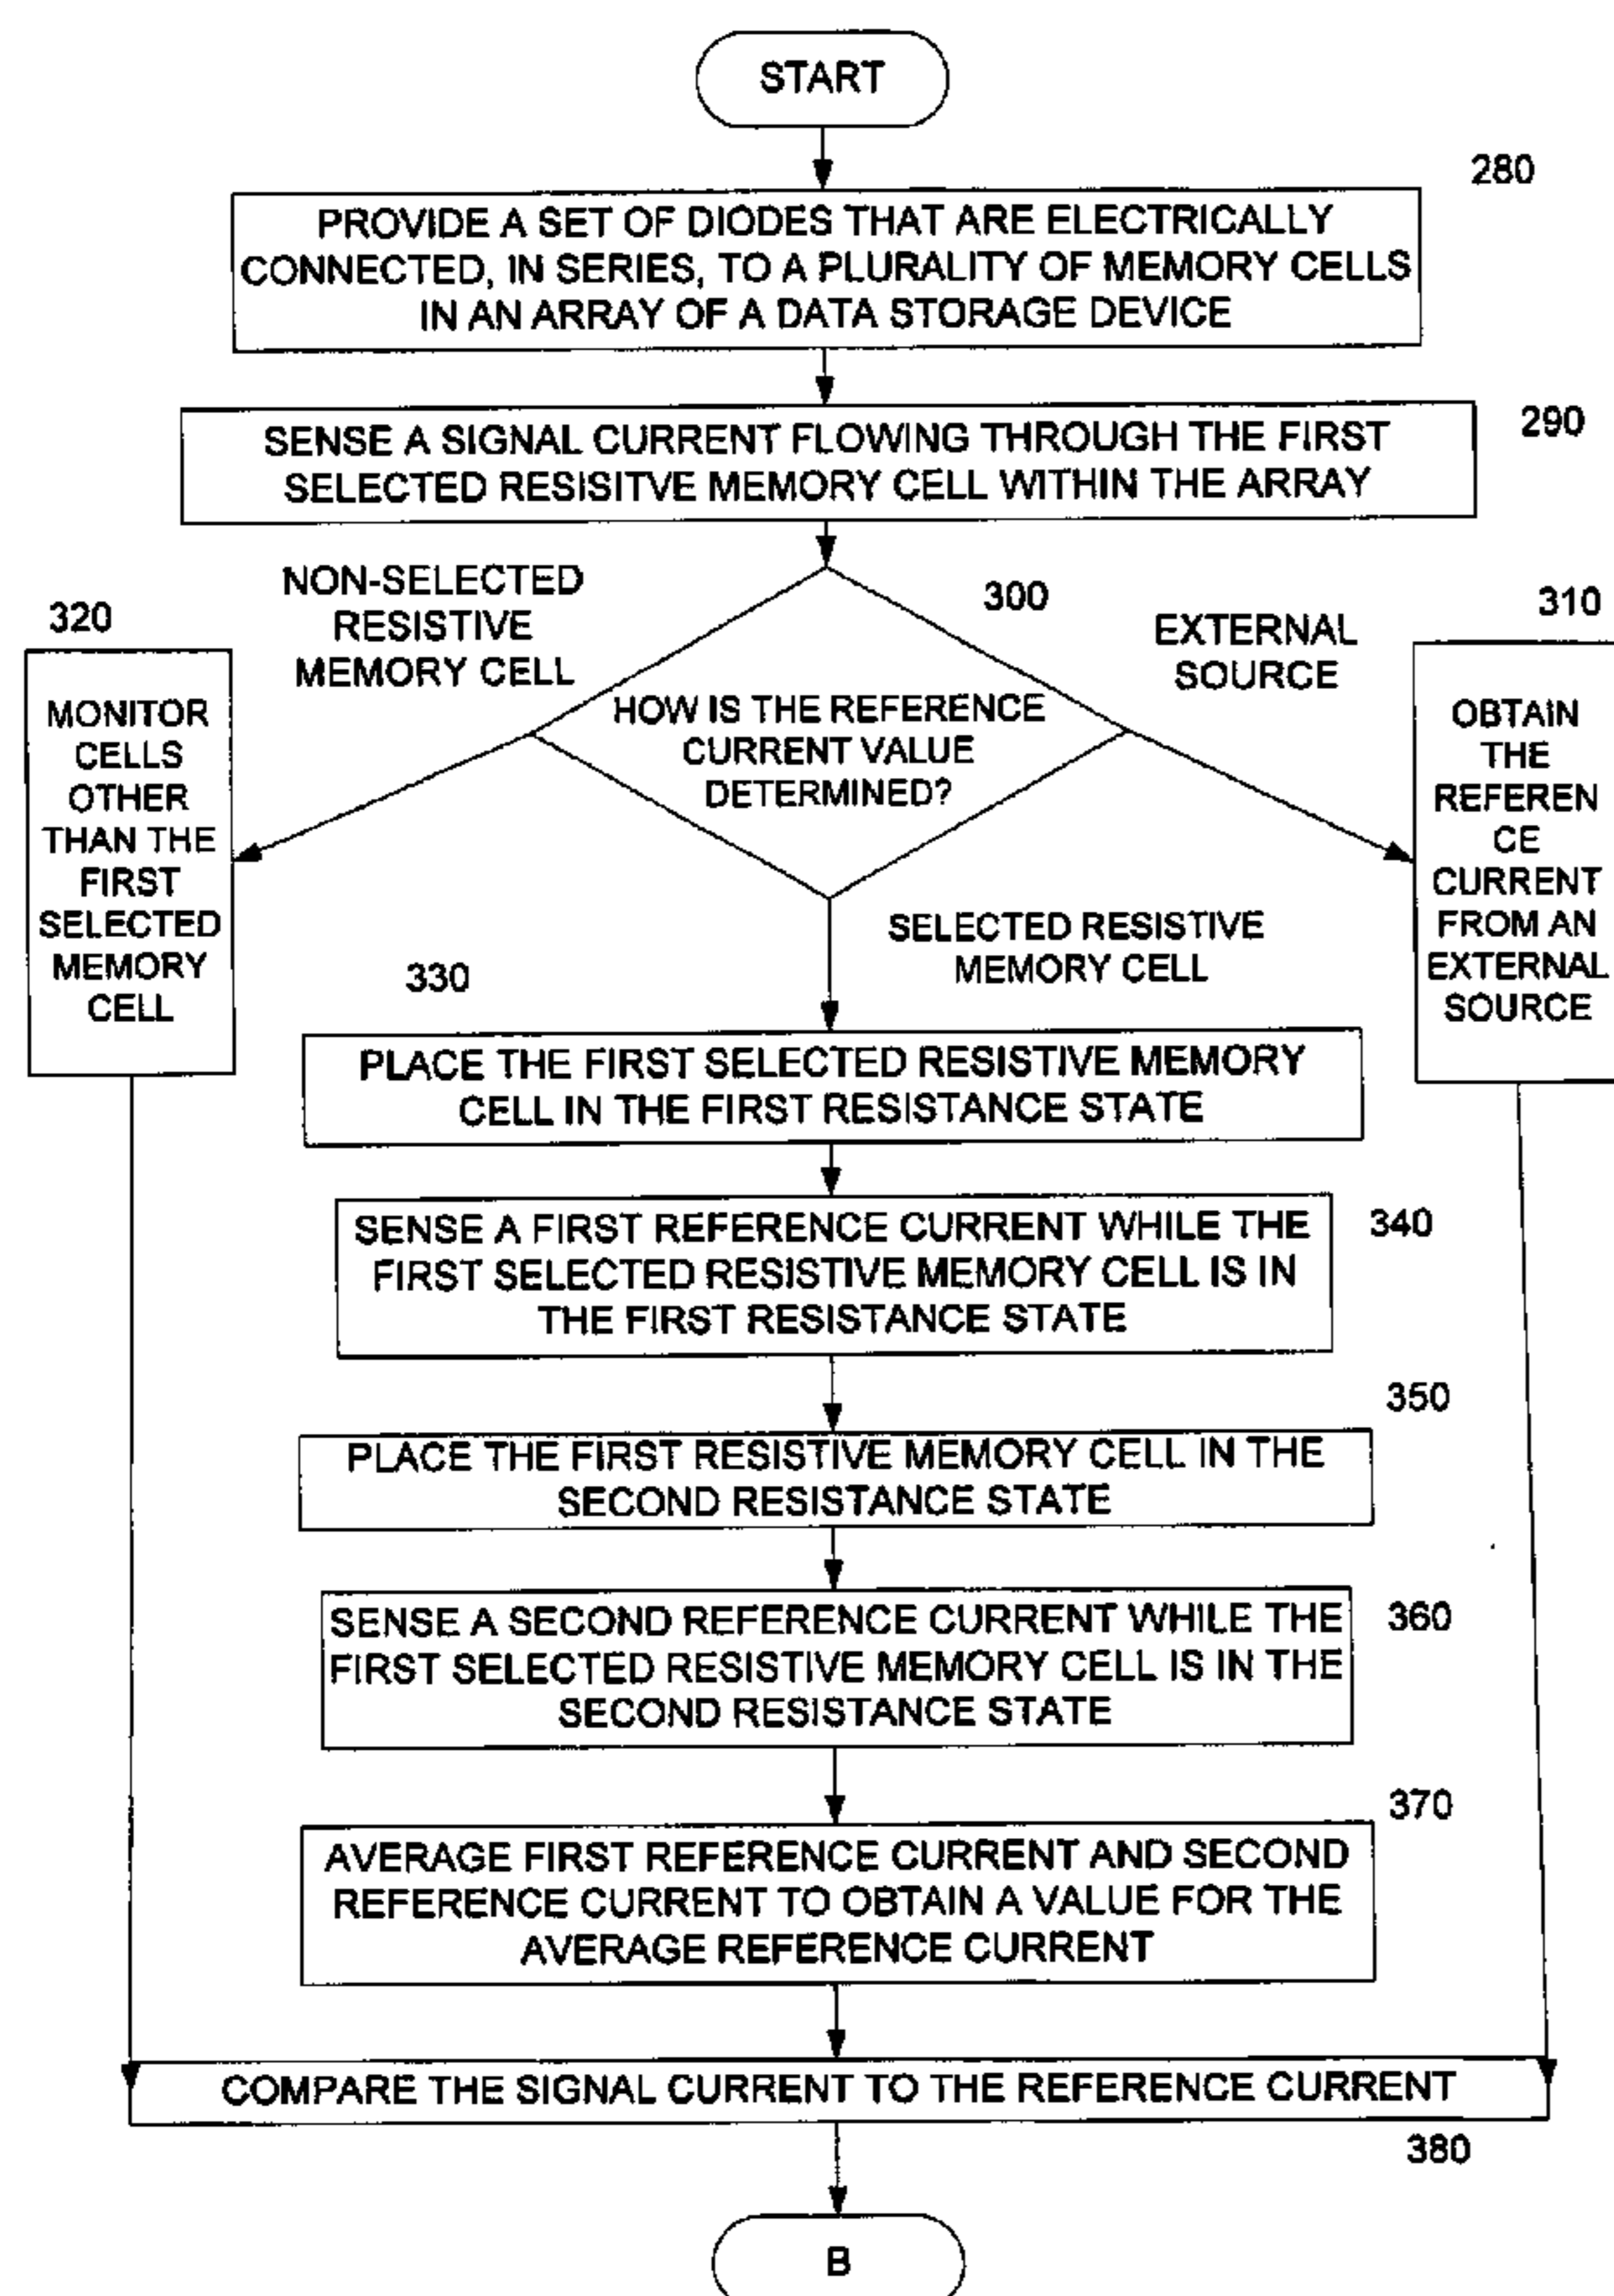 START
280
PROVIDE A SET OF DIODES THAT ARE ELECTRICALLY
CONNECTED, IN SERIES, TO A PLURALITY OF MEMORY CELLS
IN AN ARRAY OF A DATA STORAGE DEVICE
290
SENSE A SIGNAL CURRENT FLOWING THROUGH THE FIRST
SELECTED RESISITVE MEMORY CELL WITHIN THE ARRAY
NON-SELECTED
RESISTIVE
MEMORY CELL
300
EXTERNAL
SOURCE
HOW IS THE REFERENCE
CURRENT VALUE
DETERMINED?
320
MONITOR
CELLS
OTHER
THAN THE
FIRST
SELECTED
MEMORY
CELL
310
OBTAIN
THE
REFEREN
CE
CURRENT
FROM AN
EXTERNAL
SOURCE
SELECTED RESISTIVE
MEMORY CELL
330
PLACE THE FIRST SELECTED RESISTIVE MEMORY
CELL IN THE FIRST RESISTANCE STATE
340
SENSE A FIRST REFERENCE CURRENT WHILE THE
FIRST SELECTED RESISTIVE MEMORY CELL IS IN
THE FIRST RESISTANCE STATE
350
PLACE THE FIRST RESISTIVE MEMORY CELL IN THE
SECOND RESISTANCE STATE
360
SENSE A SECOND REFERENCE CURRENT WHILE THE
FIRST SELECTED RESISTIVE MEMORY CELL IS IN THE
SECOND RESISTANCE STATE
370
AVERAGE FIRST REFERENCE CURRENT AND SECOND
REFERENCE CURRENT TO OBTAIN A VALUE FOR THE
AVERAGE REFERENCE CURRENT
COMPARE THE SIGNAL CURRENT TO THE REFERENCE CURRENT
380
B